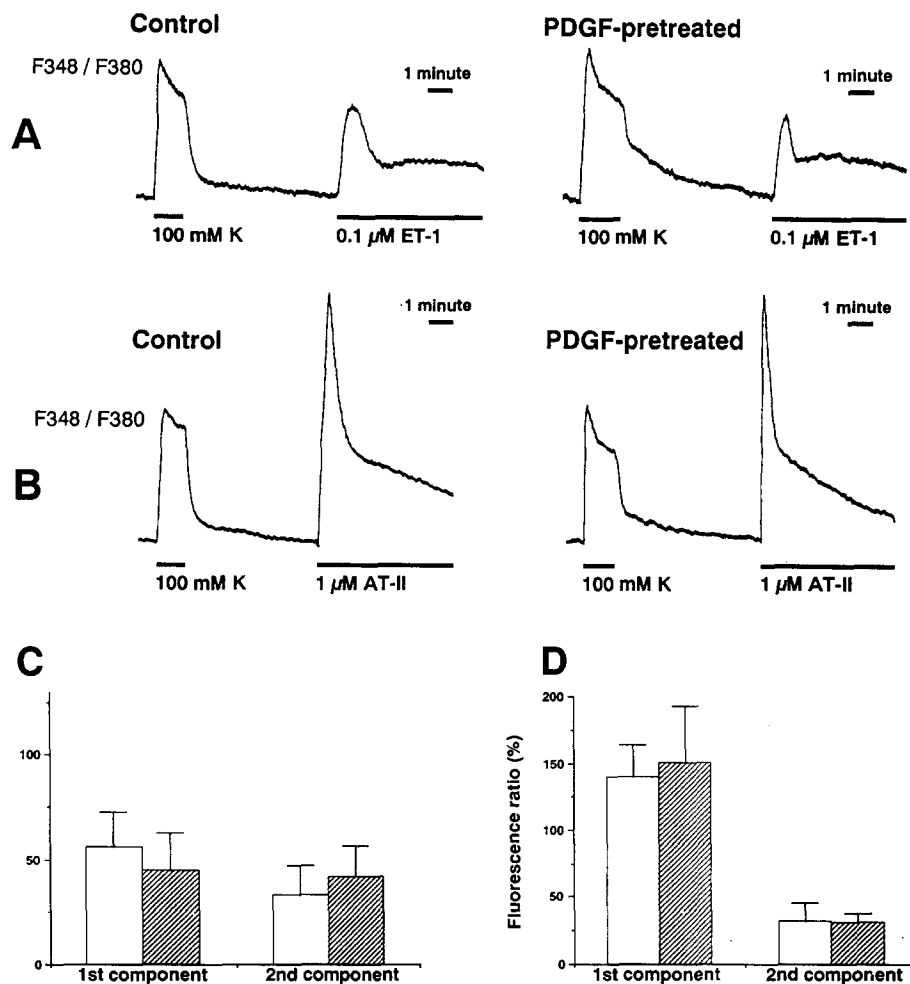 Control
PDGF-pretreated
F348 / F380
1 minute
1 minute
A
100 mM K
0.1 µM ET-1
100 mM K
0.1 µM ET-1
1 minute
1 minute
Control
PDGF-pretreated
F348 / F380
B
100 mM K
1 µM AT-II
100 mM K
1 µM AT-II
C
D
100
50
0
1st component
2nd component
Fluorescence ratio (%)
200
150
100
50
0
1st component
2nd component